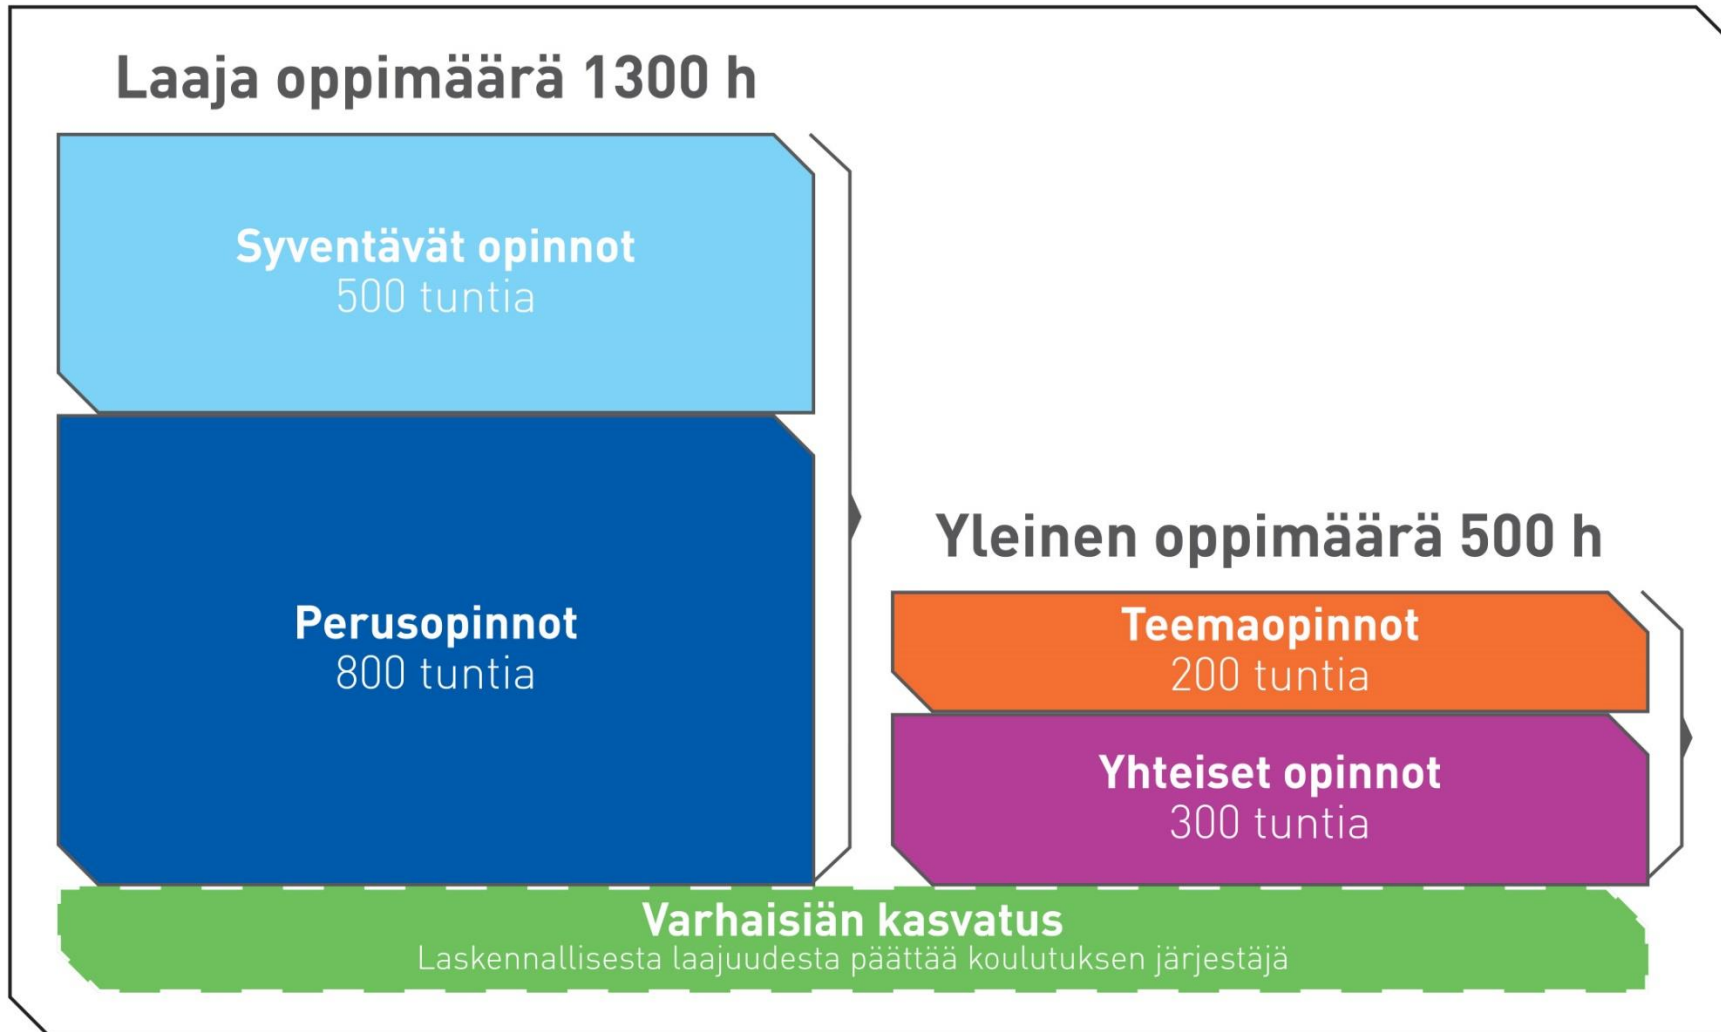 Laaja oppimäärä 1300 h
Syventävät opinnot
500 tuntia
Perusopinnot
800 tuntia
Yleinen oppimäärä 500 h
Teemaopinnot
200 tuntia
Yhteiset opinnot
300 tuntia
Varhaisiän kasvatus
Laskennallisesta laajuudesta päättää koulutuksen järjestäjä